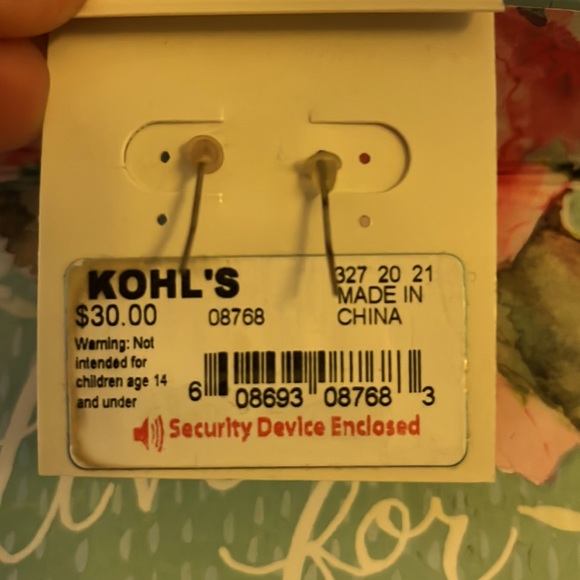 KOHL'S
$30.00 08768
327 20 21
MADE IN
CHINA
Warning: Not
intended for
children age 14
and under
6 08693 08768 3
Security Device Enclosed
for